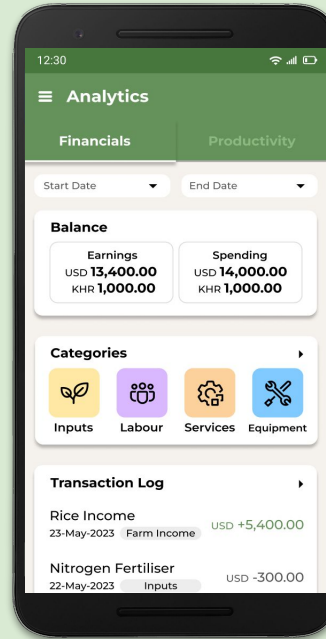 12:30
Analytics
Financials Productivity
Start Date End Date
Balance
Earnings Spending
USD 13,400.00 USD 14,000.00
KHR 1,000.00 KHR 1,000.00
Categories
Inputs Labour Services Equipment
Transaction Log
Rice Income USD +5,400.00
23-May-2023 Farm Income
Nitrogen Fertiliser USD -300.00
22-May-2023 Inputs